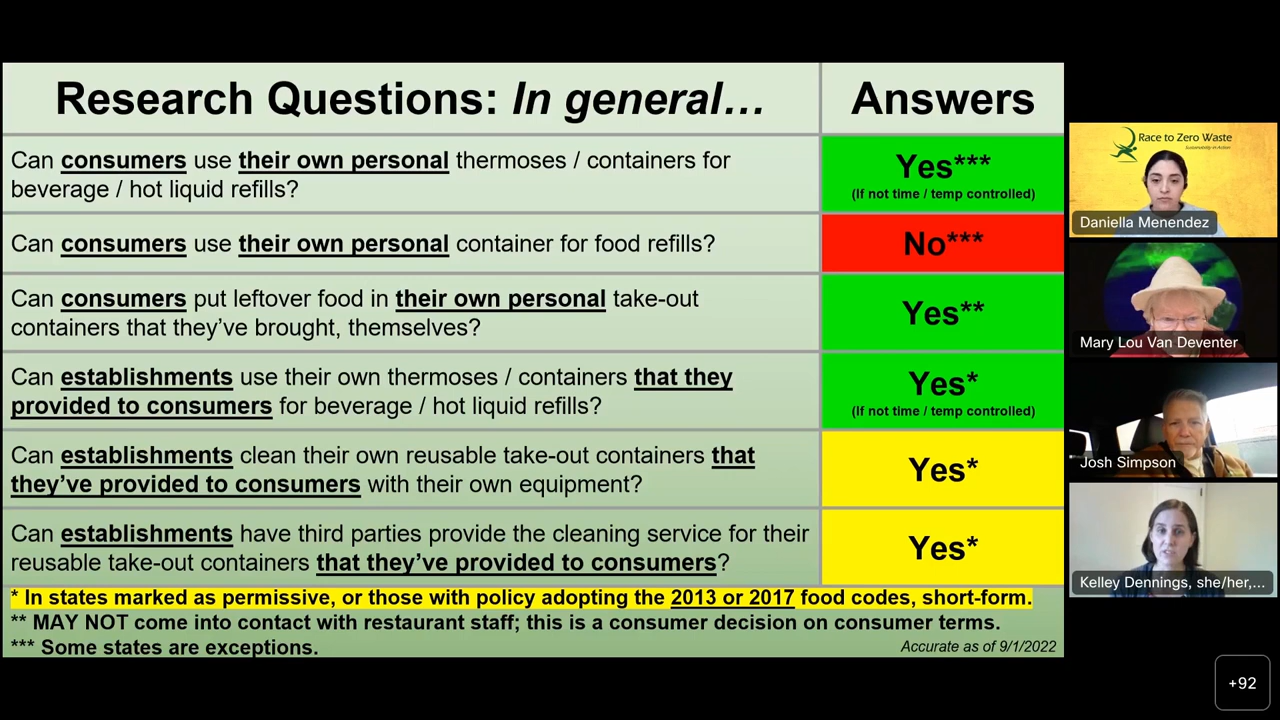 Research Questions: In general…
Answers
Can consumers use their own personal thermoses / containers for
beverage / hot liquid refills?
Yes***
(If not time / temp controlled)
Can consumers use their own personal container for food refills?
No***
Can consumers put leftover food in their own personal take-out
containers that they’ve brought, themselves?
Yes**
Can establishments use their own thermoses / containers that they
provided to consumers for beverage / hot liquid refills?
Yes*
(If not time / temp controlled)
Can establishments clean their own reusable take-out containers that
they’ve provided to consumers with their own equipment?
Yes*
Can establishments have third parties provide the cleaning service for their
reusable take-out containers that they’ve provided to consumers?
Yes*
* In states marked as permissive, or those with policy adopting the 2013 or 2017 food codes, short-form.
** MAY NOT come into contact with restaurant staff; this is a consumer decision on consumer terms.
*** Some states are exceptions.
Accurate as of 9/1/2022
Race to Zero Waste
Sustainability-in-Action
Daniella Menendez
Mary Lou Van Deventer
Josh Simpson
Kelley Dennings, she/her,...
+92